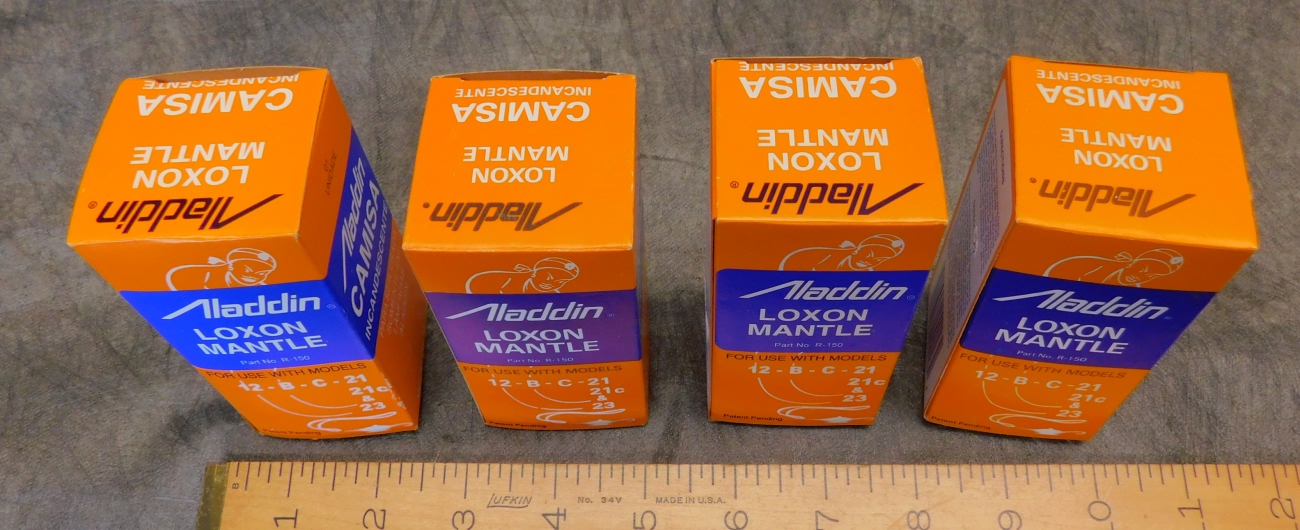 CAMISA
INCANDESCENTE
LOXON
MANTLE
Aladdin®
Aladdin
CAMISA
INCANDESCENTE
Aladdin®
LOXON
MANTLE
Part No. R-150
FOR USE WITH MODELS
12 - B - C - 21
21c
&
23
Patent Pending
CAMISA
INCANDESCENTE
LOXON
MANTLE
Aladdin®
Aladdin®
LOXON
MANTLE
Part No. R-150
FOR USE WITH MODELS
12 - B - C - 21
21c
&
23
Patent Pending
CAMISA
INCANDESCENTE
LOXON
MANTLE
Aladdin®
Aladdin®
LOXON
MANTLE
Part No. R-150
FOR USE WITH MODELS
12 - B - C - 21
21c
&
23
Patent Pending
CAMISA
INCANDESCENTE
LOXON
MANTLE
Aladdin®
Aladdin®
LOXON
MANTLE
Part No. R-150
FOR USE WITH MODELS
12 - B - C - 21
21c
&
23
Patent Pending
8
LUFKIN No. 34V MADE IN U.S.A.
1 2 3 4 5 6 7 8 9 10 11 12